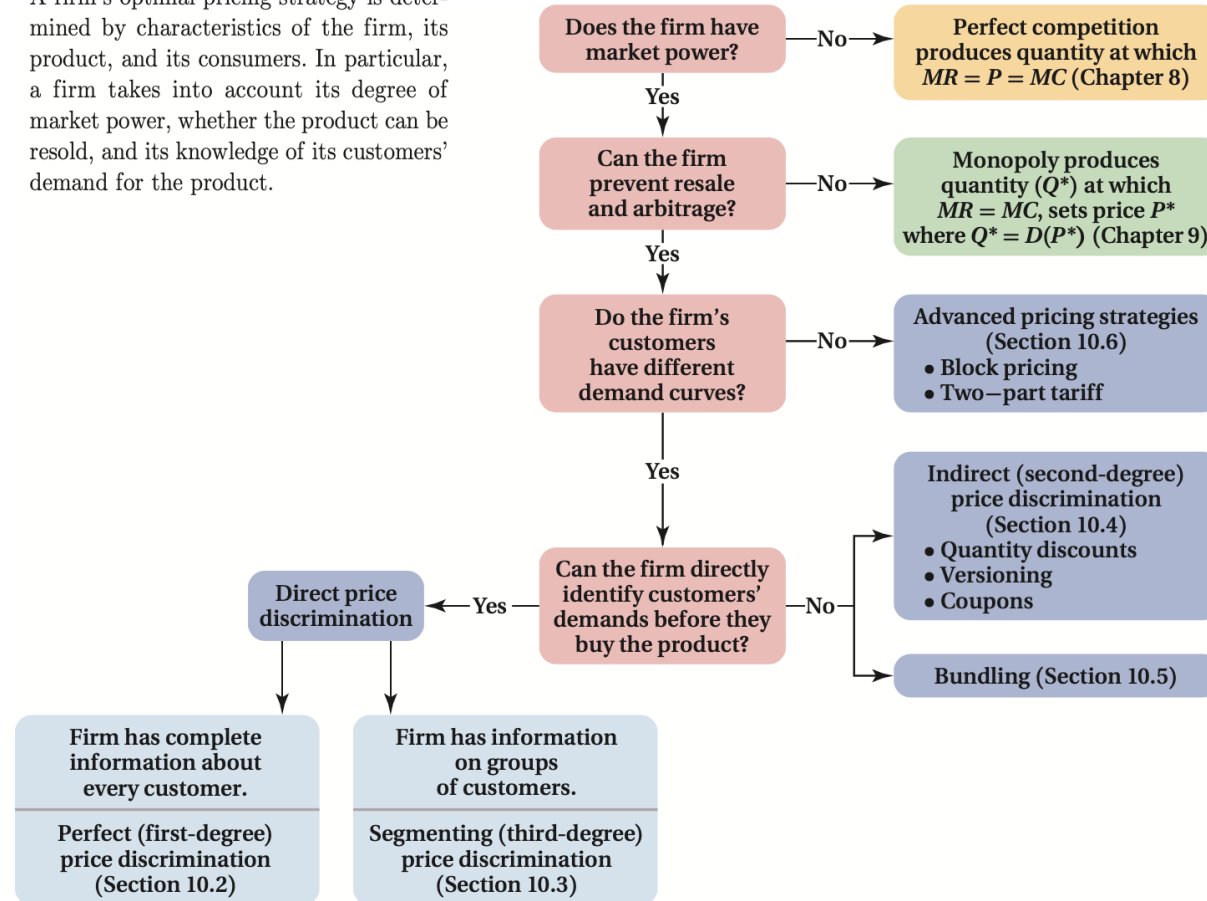 A firm's optimal pricing strategy is deter-
mined by characteristics of the firm, its
product, and its consumers. In particular,
a firm takes into account its degree of
market power, whether the product can be
resold, and its knowledge of its customers'
demand for the product.
Does the firm have
market power?
No
Perfect competition
produces quantity at which
MR = P = MC (Chapter 8)
Yes
Can the firm
prevent resale
and arbitrage?
No
Monopoly produces
quantity (Q*) at which
MR = MC, sets price P*
where Q* = D(P*) (Chapter 9)
Yes
Do the firm's
customers
have different
demand curves?
No
Advanced pricing strategies
(Section 10.6)
• Block pricing
• Two–part tariff
Yes
Can the firm directly
identify customers'
demands before they
buy the product?
No
Indirect (second-degree)
price discrimination
(Section 10.4)
• Quantity discounts
• Versioning
• Coupons
Bundling (Section 10.5)
Yes
Direct price
discrimination
Firm has complete
information about
every customer.
Perfect (first-degree)
price discrimination
(Section 10.2)
Firm has information
on groups
of customers.
Segmenting (third-degree)
price discrimination
(Section 10.3)